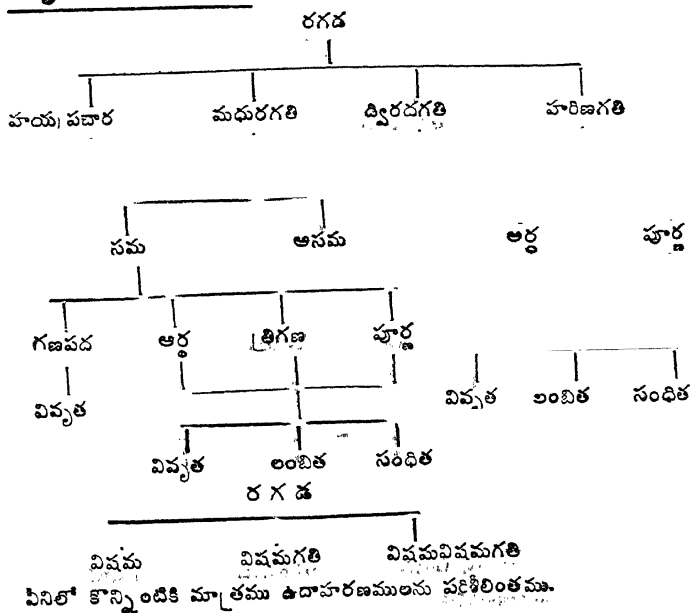 రగడ
హయప్రచార మధురగతి ద్విరదగతి హరిణగతి
సమ అసమ అర్ధ పూర్ణ
గణపద అర్ధ త్రిగణ పూర్ణ
వివృత లంబిత సంధిత
వివృత
వివృత లంబిత సంధిత
రగడ
విషమ విషమగతి విషమవిషమగతి
వీనిలో కొన్నింటికి మాత్రము ఉదాహరణములను పరిశీలింతము.